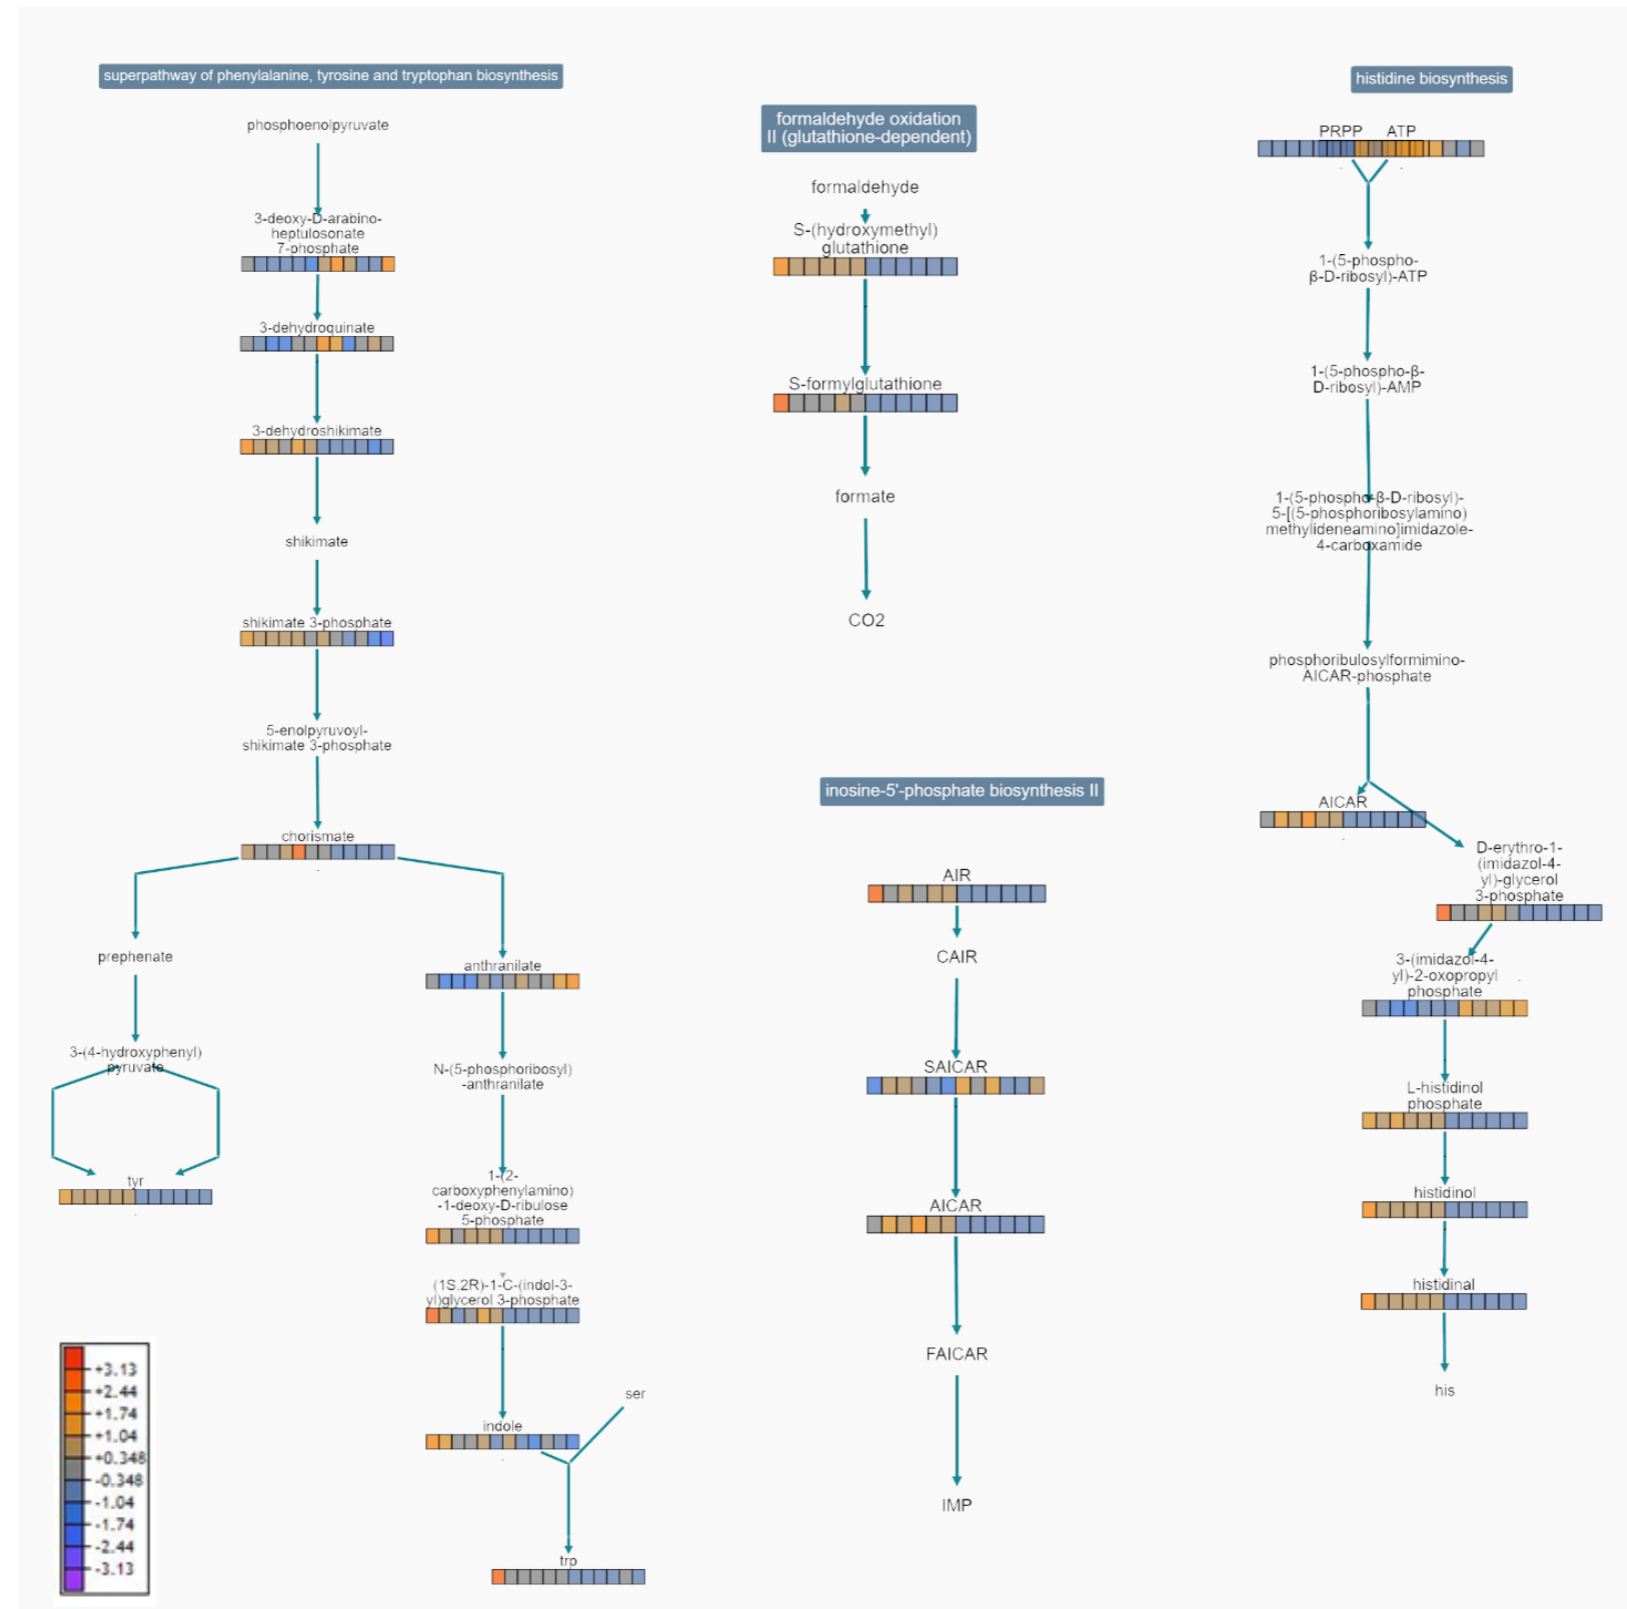 superpathway of phenylalanine, tyrosine and tryptophan biosynthesis
phosphoenolpyruvate
3-deoxy-D-arabino-
heptulosonate
7-phosphate
3-dehydroquinate
3-dehydroshikimate
shikimate
shikimate 3-phosphate
5-enolpyruvoyl-
shikimate 3-phosphate
chorismate
prephenate
3-(4-hydroxyphenyl)
pyruvate
tyr
anthranilate
N-(5-phosphoribosyl)
-anthranilate
1-(2-
carboxyphenylamino)
-1-deoxy-D-ribulose
5-phosphate
(1S,2R)-1-C-(indol-3-
yl)glycerol 3-phosphate
indole
ser
trp
+3.13
+2.44
+1.74
+1.04
+0.348
-0.348
-1.04
-1.74
-2.44
-3.13
formaldehyde oxidation
II (glutathione-dependent)
formaldehyde
S-(hydroxymethyl)
glutathione
S-formylglutathione
formate
CO2
inosine-5'-phosphate biosynthesis II
AIR
CAIR
SAICAR
AICAR
FAICAR
IMP
histidine biosynthesis
PRPP ATP
1-(5-phospho-
β-D-ribosyl)-ATP
1-(5-phospho-β-
D-ribosyl)-AMP
1-(5-phospho-β-D-ribosyl)-
5-[(5-phosphoribosylamino)
methylideneamino]imidazole-
4-carboxamide
phosphoribulosylformimino-
AICAR-phosphate
AICAR
D-erythro-1-
(imidazol-4-
yl)-glycerol
3-phosphate
3-(imidazol-4-
yl)-2-oxopropyl
phosphate
L-histidinol
phosphate
histidinol
histidinal
his